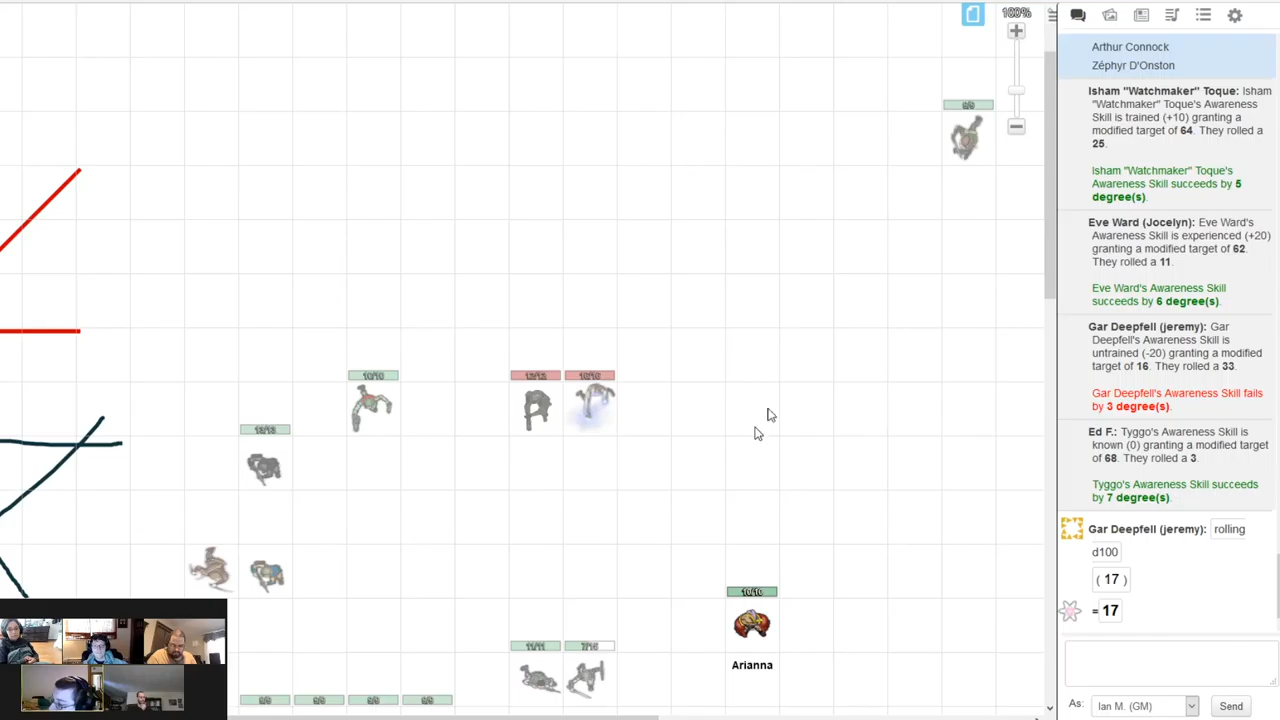 100%
Arthur Connock
Zéphyr D'Onston
Isham "Watchmaker" Toque: Isham
"Watchmaker" Toque's Awareness
Skill is trained (+10) granting a
modified target of 64. They rolled a
25.
Isham "Watchmaker" Toque's
Awareness Skill succeeds by 5
degree(s).
Eve Ward (Jocelyn): Eve Ward's
Awareness Skill is experienced (+20)
granting a modified target of 62.
They rolled a 11.
Eve Ward's Awareness Skill
succeeds by 6 degree(s).
Gar Deepfell (jeremy): Gar
Deepfell's Awareness Skill is
untrained (-20) granting a modified
target of 16. They rolled a 33.
Gar Deepfell's Awareness Skill fails
by 3 degree(s).
Ed F.: Tyggo's Awareness Skill is
known (0) granting a modified target
of 68. They rolled a 3.
Tyggo's Awareness Skill succeeds
by 7 degree(s).
Gar Deepfell (jeremy): rolling
d100
(17)
=17
As: Ian M. (GM) Send
12/12
11/11
Arianna